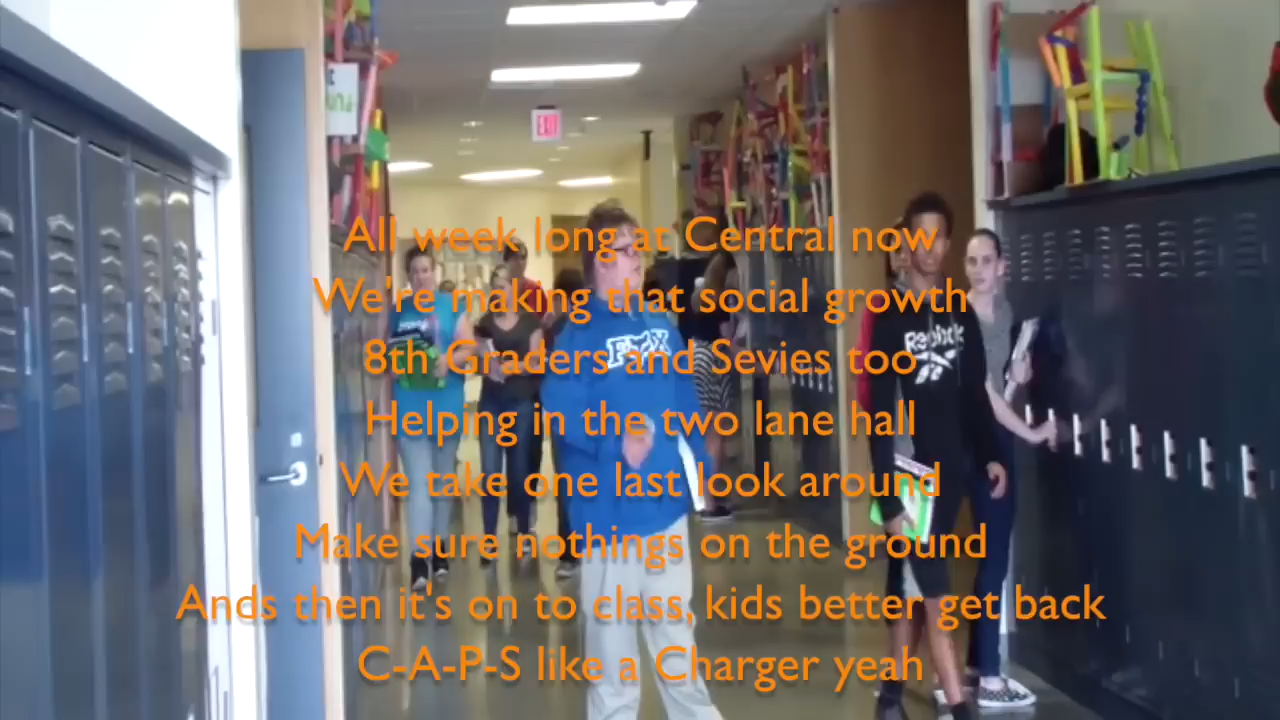 EXIT
All week long at Central now
We're making that social growth
8th Graders and Sevies too
Helping in the two lane hall
We take one last look around
Make sure nothings on the ground
Ands then it's on to class, kids better get back
C-A-P-S like a Charger yeah
FOX
Reebok